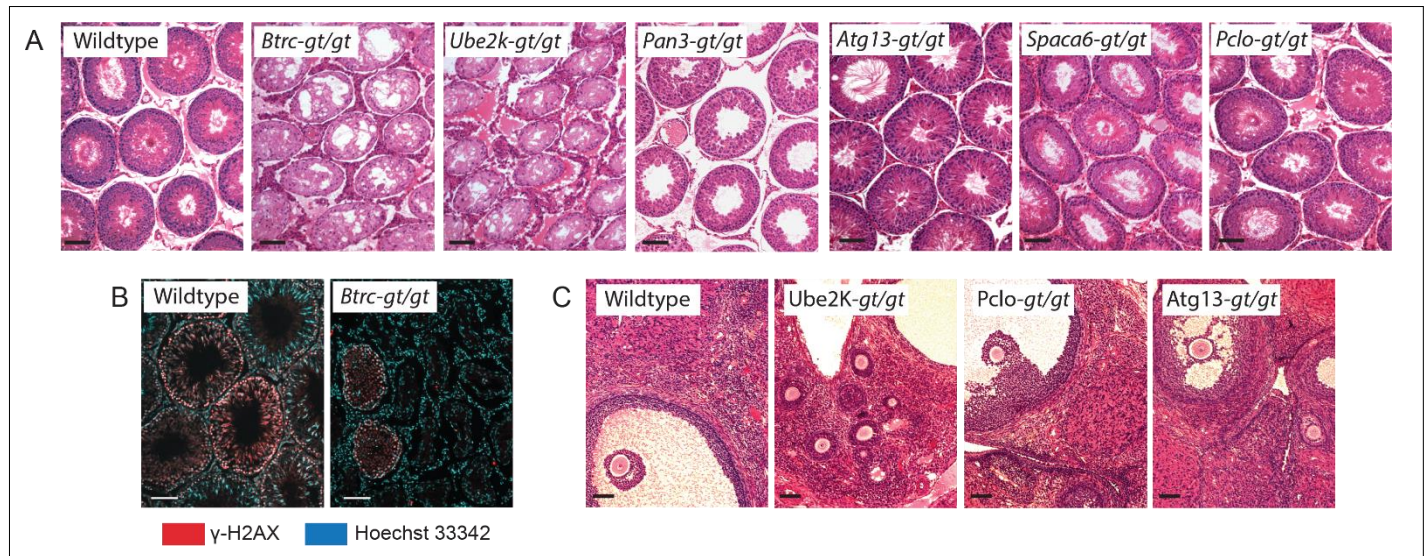 A
Wildtype
Btrc-gt/gt
Ube2k-gt/gt
Pan3-gt/gt
Atg13-gt/gt
Spaca6-gt/gt
Pclo-gt/gt
B
Wildtype
Btrc-gt/gt
γ-H2AX
Hoechst 33342
C
Wildtype
Ube2K-gt/gt
Pclo-gt/gt
Atg13-gt/gt